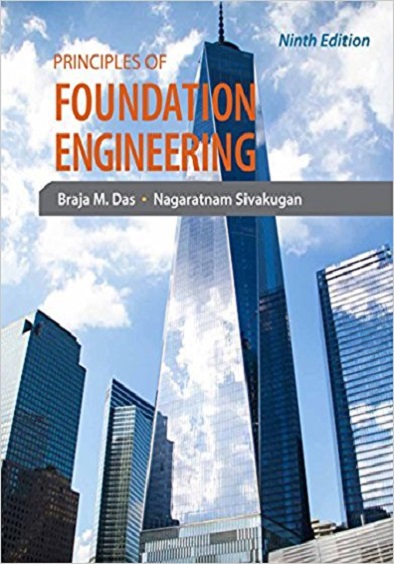 Ninth Edition
PRINCIPLES OF
FOUNDATION
ENGINEERING
Braja M. Das • Nagaratnam Sivakugan